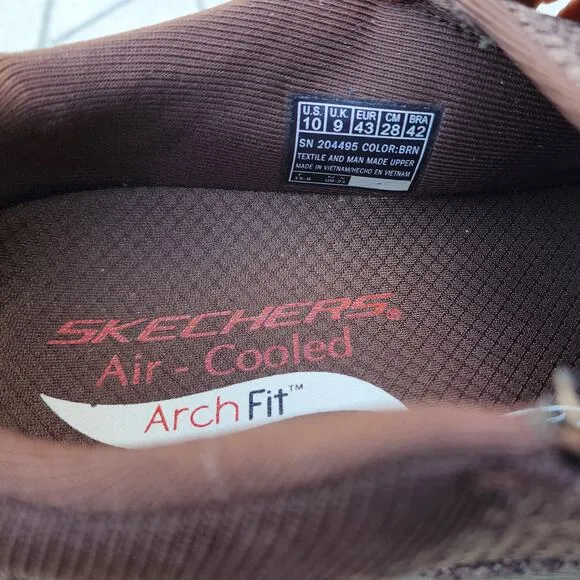 U.S. U.K. EUR CM BRA
10 9 43 28 42
SN 204495 COLOR:BRN
TEXTILE AND MAN MADE UPPER
MADE IN VIETNAM/HECHO EN VIETNAM
SKECHERS®
Air - Cooled
Arch Fit™